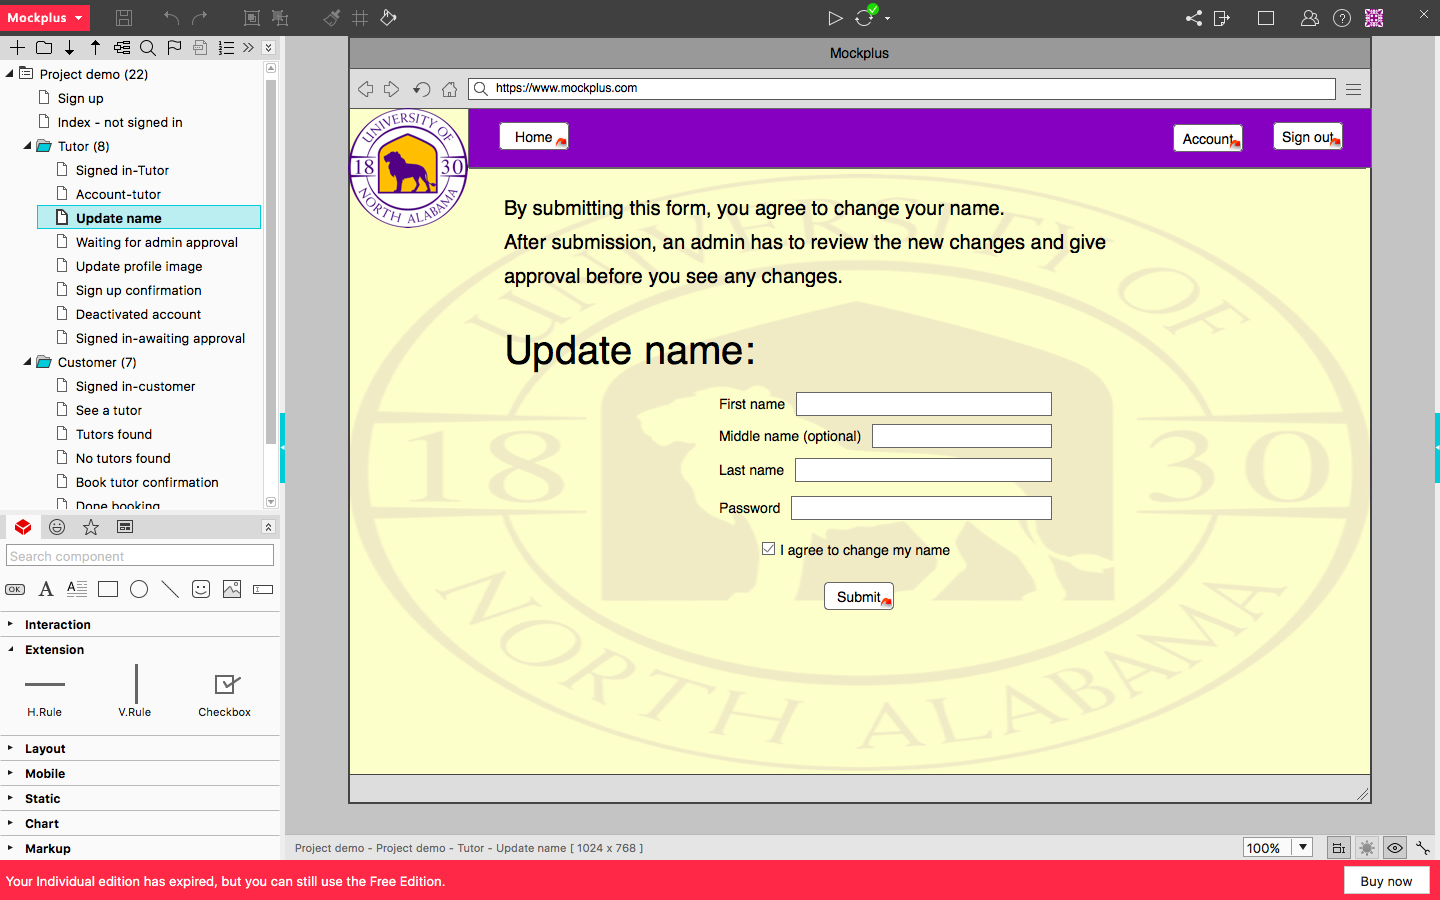 Mockplus
Project demo (22)
Sign up
Index - not signed in
Tutor (8)
Signed in-Tutor
Account-tutor
Update name
Waiting for admin approval
Update profile image
Sign up confirmation
Deactivated account
Signed in-awaiting approval
Customer (7)
Signed in-customer
See a tutor
Tutors found
No tutors found
Book tutor confirmation
Done booking
Search component
OK
A
A
Interaction
Extension
H.Rule
V.Rule
Checkbox
Layout
Mobile
Static
Chart
Markup
Mockplus
https://www.mockplus.com
UNIVERSITY OF
18 30
NORTH ALABAMA
Home
Account
Sign out
By submitting this form, you agree to change your name.
After submission, an admin has to review the new changes and give
approval before you see any changes.
Update name:
First name
Middle name (optional)
Last name
Password
I agree to change my name
Submit
UNIVERSITY OF
18 30
NORTH ALABAMA
Project demo - Project demo - Tutor - Update name [ 1024 x 768 ]
100%
Your Individual edition has expired, but you can still use the Free Edition.
Buy now